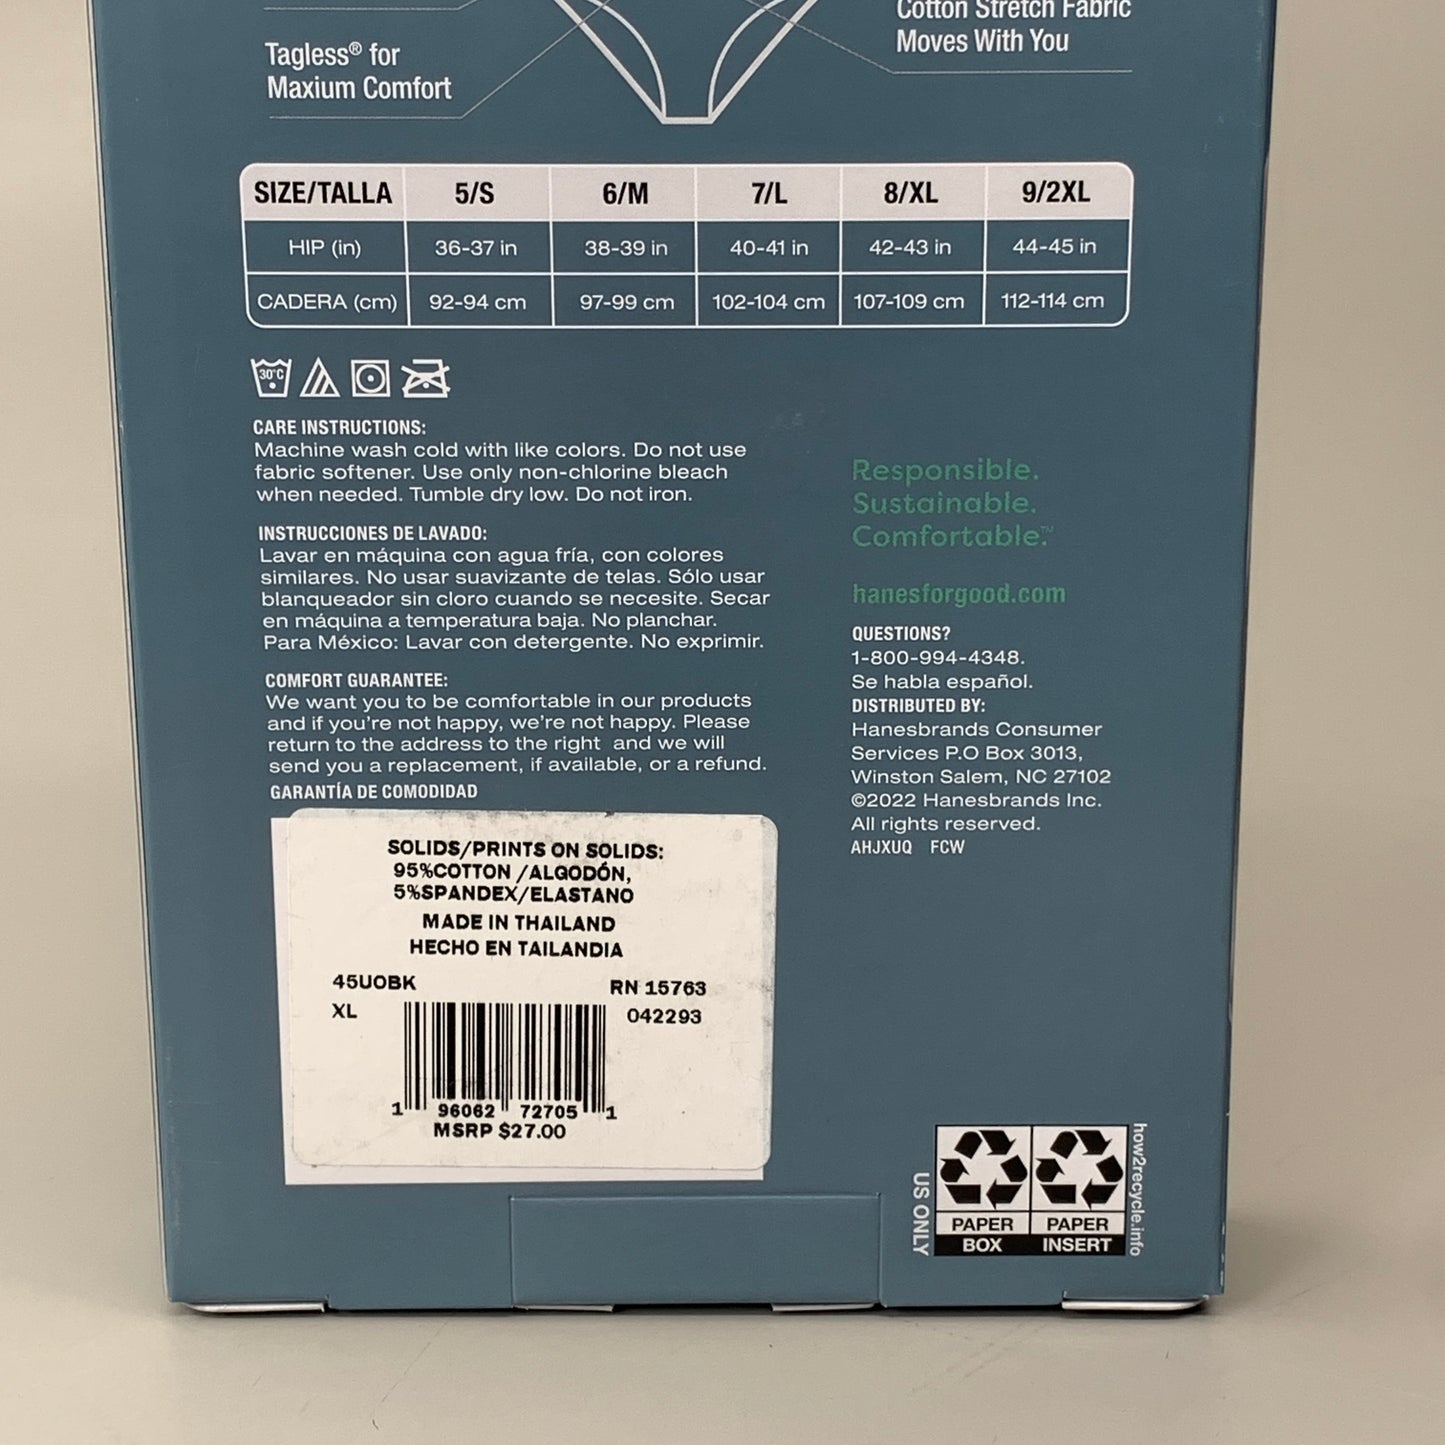 Tagless® for
Maxium Comfort
Cotton Stretch Fabric
Moves With You
SIZE/TALLA 5/S 6/M 7/L 8/XL 9/2XL
HIP (in) 36-37 in 38-39 in 40-41 in 42-43 in 44-45 in
CADERA (cm) 92-94 cm 97-99 cm 102-104 cm 107-109 cm 112-114 cm
30°C
CARE INSTRUCTIONS:
Machine wash cold with like colors. Do not use
fabric softener. Use only non-chlorine bleach
when needed. Tumble dry low. Do not iron.
INSTRUCCIONES DE LAVADO:
Lavar en máquina con agua fría, con colores
similares. No usar suavizante de telas. Sólo usar
blanqueador sin cloro cuando se necesite. Secar
en máquina a temperatura baja. No planchar.
Para México: Lavar con detergente. No exprimir.
COMFORT GUARANTEE:
We want you to be comfortable in our products
and if you're not happy, we're not happy. Please
return to the address to the right and we will
send you a replacement, if available, or a refund.
GARANTÍA DE COMODIDAD
SOLIDS/PRINTS ON SOLIDS:
95%COTTON /ALGODÓN,
5%SPANDEX/ELASTANO
MADE IN THAILAND
HECHO EN TAILANDIA
45UOBK RN 15763
XL 042293
1 96062 72705 1
MSRP $27.00
Responsible.
Sustainable.
Comfortable.™
hanesforgood.com
QUESTIONS?
1-800-994-4348.
Se habla español.
DISTRIBUTED BY:
Hanesbrands Consumer
Services P.O Box 3013,
Winston Salem, NC 27102
©2022 Hanesbrands Inc.
All rights reserved.
AHJXUQ FCW
US ONLY
PAPER PAPER
BOX INSERT
how2recycle.info